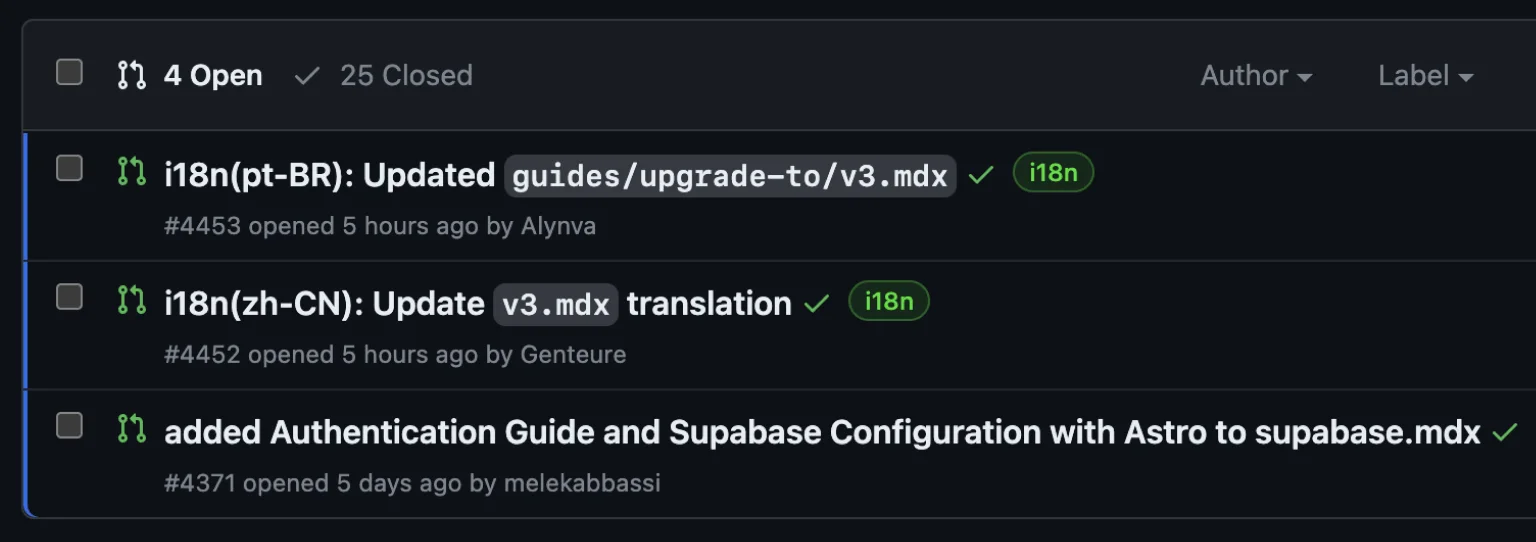 4 Open 25 Closed Author Label
i18n(pt-BR): Updated guides/upgrade-to/v3.mdx i18n
#4453 opened 5 hours ago by Alynva
i18n(zh-CN): Update v3.mdx translation i18n
#4452 opened 5 hours ago by Genteure
added Authentication Guide and Supabase Configuration with Astro to supabase.mdx
#4371 opened 5 days ago by melekabbassi